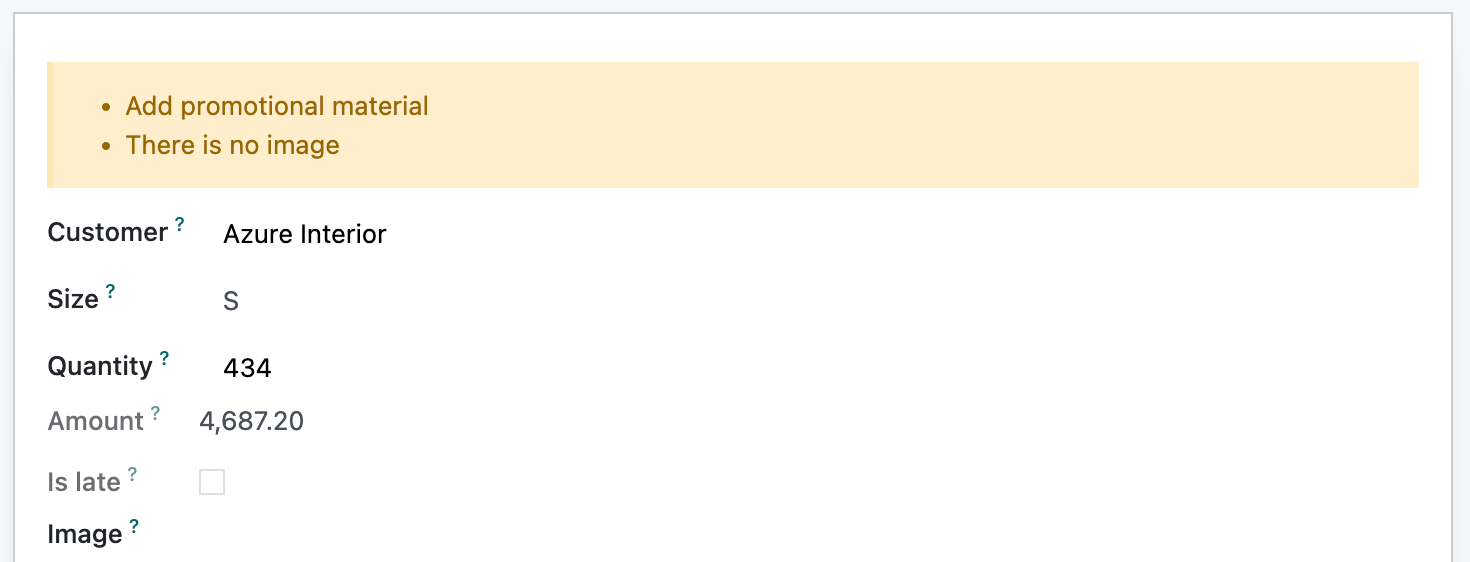 • Add promotional material
• There is no image
Customer ? Azure Interior
Size ? S
Quantity ? 434
Amount ? 4,687.20
Is late ?
Image ?